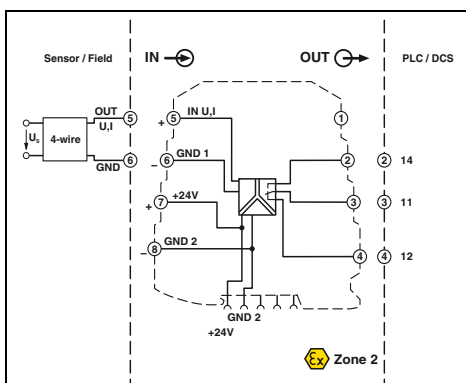 Sensor / Field
IN
OUT
PLC / DCS
OUT
5
+
5
IN U,I
1
U,I
Us
4-wire
6
GND
–
6
GND 1
2
2
14
+
7
+24V
3
3
11
–
8
GND 2
4
4
12
GND 2
+24V
Ex
Zone 2